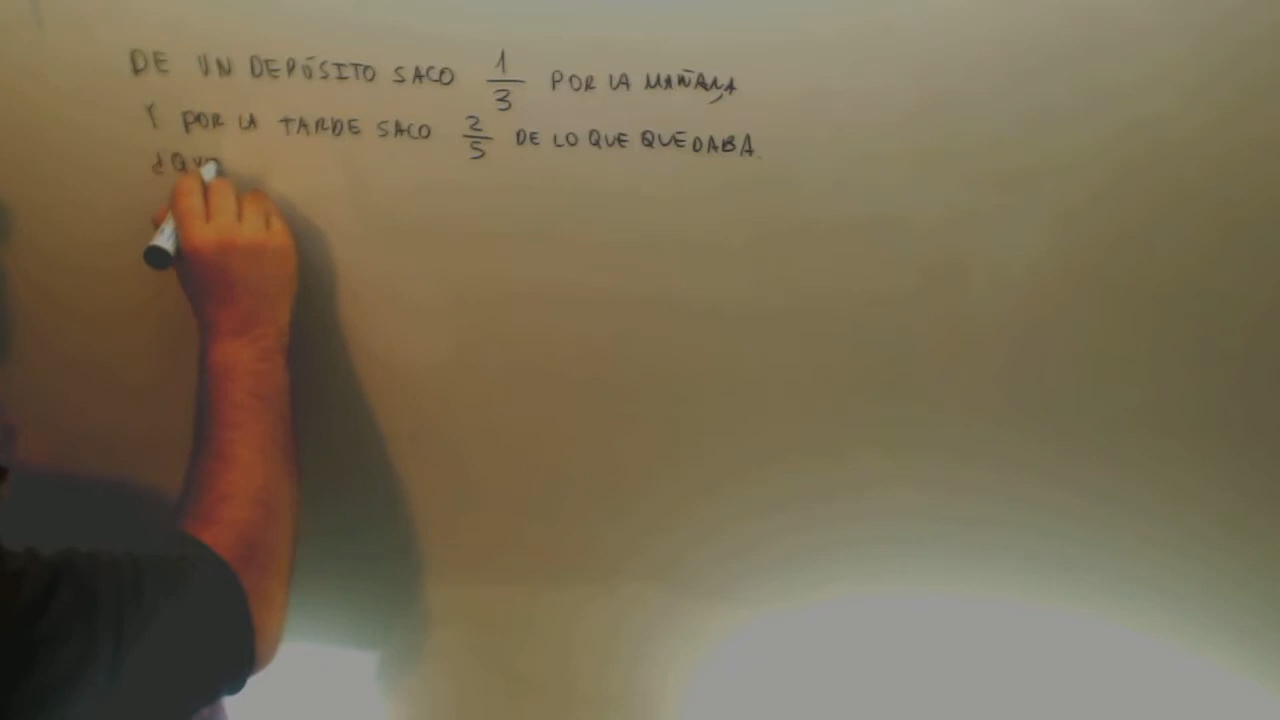 DE UN DEPÓSITO SACO 1/3 POR LA MAÑANA
Y POR LA TARDE SACO 2/5 DE LO QUE QUEDABA.